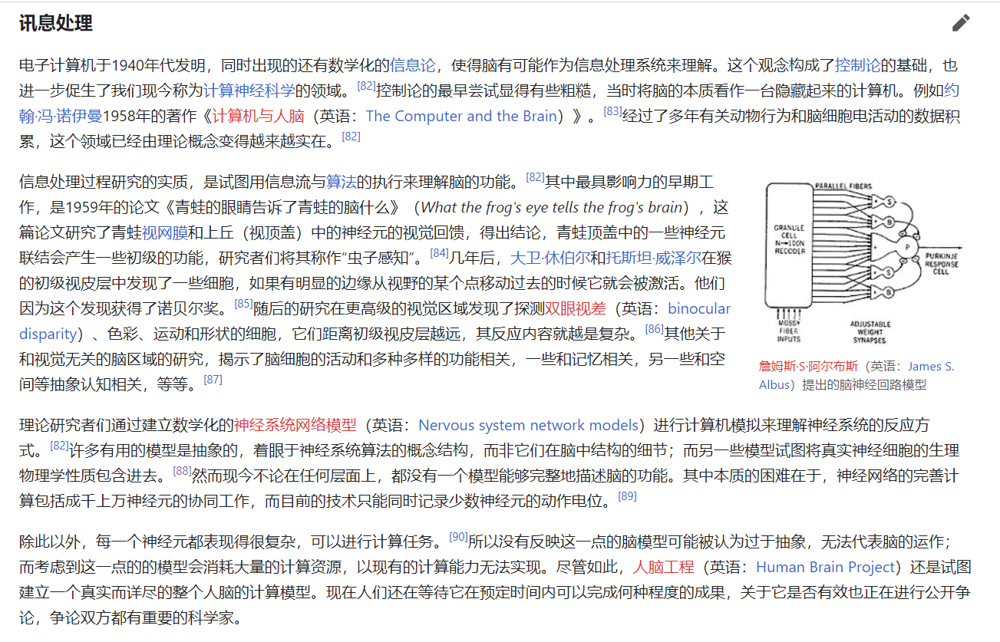 讯息处理
电子计算机于1940年代发明，同时出现的还有数学化的信息论，使得脑有可能作为信息处理系统来理解。这个观念构成了控制论的基础，也
进一步促生了我们现今称为计算神经科学的领域。[82]控制论的最早尝试显得有些粗糙，当时将脑的本质看作一台隐藏起来的计算机。例如约
翰·冯·诺伊曼1958年的著作《计算机与人脑（英语：The Computer and the Brain）》。[83]经过了多年有关动物行为和脑细胞电活动的数据积
累，这个领域已经由理论概念变得越来越实在。[82]
信息处理过程研究的实质，是试图用信息流与算法的执行来理解脑的功能。[82]其中最具影响力的早期工
作，是1959年的论文《青蛙的眼睛告诉了青蛙的脑什么》（What the frog's eye tells the frog's brain），这
篇论文研究了青蛙视网膜和上丘（视顶盖）中的神经元的视觉回馈，得出结论，青蛙顶盖中的一些神经元
联结会产生一些初级的功能，研究者们将其称作“虫子感知”。[84]几年后，大卫·休伯尔和托斯坦·威泽尔在猴
的初级视皮层中发现了一些细胞，如果有明显的边缘从视野的某个点移动过去的时候它就会被激活。他们
因为这个发现获得了诺贝尔奖。[85]随后的研究在更高级的视觉区域发现了探测双眼视差（英语：binocular
disparity）、色彩、运动和形状的细胞，它们距离初级视皮层越远，其反应内容就越是复杂。[86]其他关于
和视觉无关的脑区域的研究，揭示了脑细胞的活动和多种多样的功能相关，一些和记忆相关，另一些和空
间等抽象认知相关，等等。[87]
PARALLEL FIBERS
GRANULE
CELL
N→100N
RECODER
S
B
P
S
B
PURKINJE
RESPONSE
CELL
MOSSY
FIBER
INPUTS
ADJUSTABLE
WEIGHT
SYNAPSES
詹姆斯·S·阿尔布斯（英语：James S.
Albus）提出的脑神经回路模型
理论研究者们通过建立数学化的神经系统网络模型（英语：Nervous system network models）进行计算机模拟来理解神经系统的反应方
式。[82]许多有用的模型是抽象的，着眼于神经系统算法的概念结构，而非它们在脑中结构的细节；而另一些模型试图将真实神经细胞的生理
物理学性质包含进去。[88]然而现今不论在任何层面上，都没有一个模型能够完整地描述脑的功能。其中本质的困难在于，神经网络的完善计
算包括成千上万神经元的协同工作，而目前的技术只能同时记录少数神经元的动作电位。[89]
除此以外，每一个神经元都表现得很复杂，可以进行计算任务。[90]所以没有反映这一点的脑模型可能被认为过于抽象，无法代表脑的运作；
而考虑到这一点的的模型会消耗大量的计算资源，以现有的计算能力无法实现。尽管如此，人脑工程（英语：Human Brain Project）还是试图
建立一个真实而详尽的整个人脑的计算模型。现在人们还在等待它在预定时间内可以完成何种程度的成果，关于它是否有效也正在进行公开争
论，争论双方都有重要的科学家。